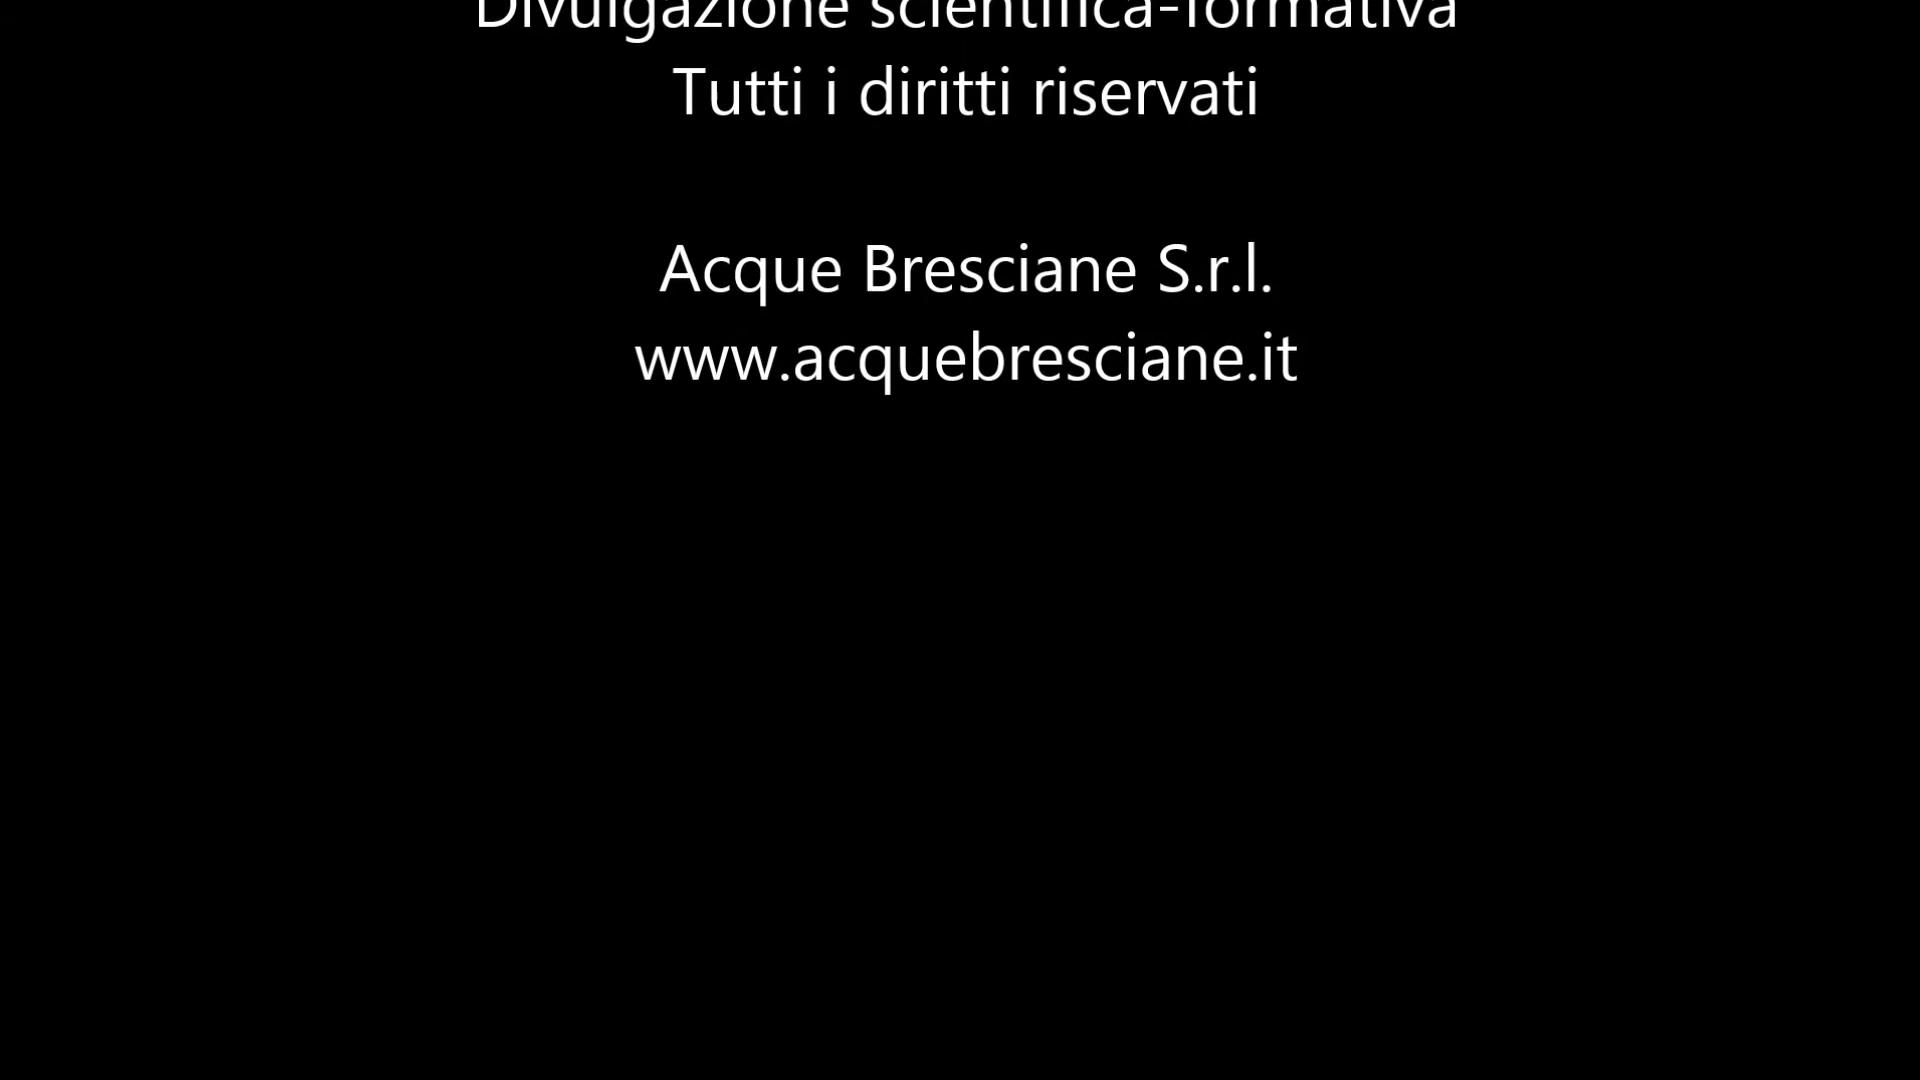 Divulgazione scientifica-formativa
Tutti i diritti riservati
Acque Bresciane S.r.l.
www.acquebresciane.it